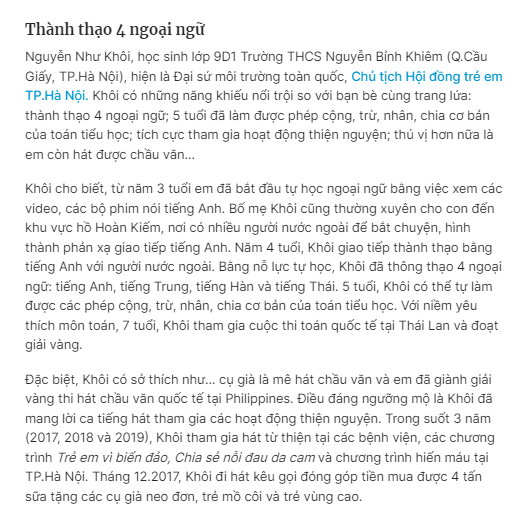 Thành thạo 4 ngoại ngữ
Nguyễn Như Khôi, học sinh lớp 9D1 Trường THCS Nguyễn Bỉnh Khiêm (Q.Cầu
Giấy, TP.Hà Nội), hiện là Đại sứ môi trường toàn quốc, Chủ tịch Hội đồng trẻ em
TP.Hà Nội. Khôi có những năng khiếu nổi trội so với bạn bè cùng trang lứa:
thành thạo 4 ngoại ngữ; 5 tuổi đã làm được phép cộng, trừ, nhân, chia cơ bản
của toán tiểu học; tích cực tham gia hoạt động thiện nguyện; thú vị hơn nữa là
em còn hát được chầu văn...
Khôi cho biết, từ năm 3 tuổi em đã bắt đầu tự học ngoại ngữ bằng việc xem các
video, các bộ phim nói tiếng Anh. Bố mẹ Khôi cũng thường xuyên cho con đến
khu vực hồ Hoàn Kiếm, nơi có nhiều người nước ngoài để bắt chuyện, hình
thành phản xạ giao tiếp tiếng Anh. Năm 4 tuổi, Khôi giao tiếp thành thạo bằng
tiếng Anh với người nước ngoài. Bằng nỗ lực tự học, Khôi đã thông thạo 4 ngoại
ngữ: tiếng Anh, tiếng Trung, tiếng Hàn và tiếng Thái. 5 tuổi, Khôi có thể tự làm
được các phép cộng, trừ, nhân, chia cơ bản của toán tiểu học. Với niềm yêu
thích môn toán, 7 tuổi, Khôi tham gia cuộc thi toán quốc tế tại Thái Lan và đoạt
giải vàng.
Đặc biệt, Khôi có sở thích như... cụ già là mê hát chầu văn và em đã giành giải
vàng thi hát chầu văn quốc tế tại Philippines. Điều đáng ngưỡng mộ là Khôi đã
mang lời ca tiếng hát tham gia các hoạt động thiện nguyện. Trong suốt 3 năm
(2017, 2018 và 2019), Khôi tham gia hát từ thiện tại các bệnh viện, các chương
trình Trẻ em vì biển đảo, Chia sẻ nỗi đau da cam và chương trình hiến máu tại
TP.Hà Nội. Tháng 12.2017, Khôi đi hát kêu gọi đóng góp tiền mua được 4 tấn
sữa tặng các cụ già neo đơn, trẻ mồ côi và trẻ vùng cao.